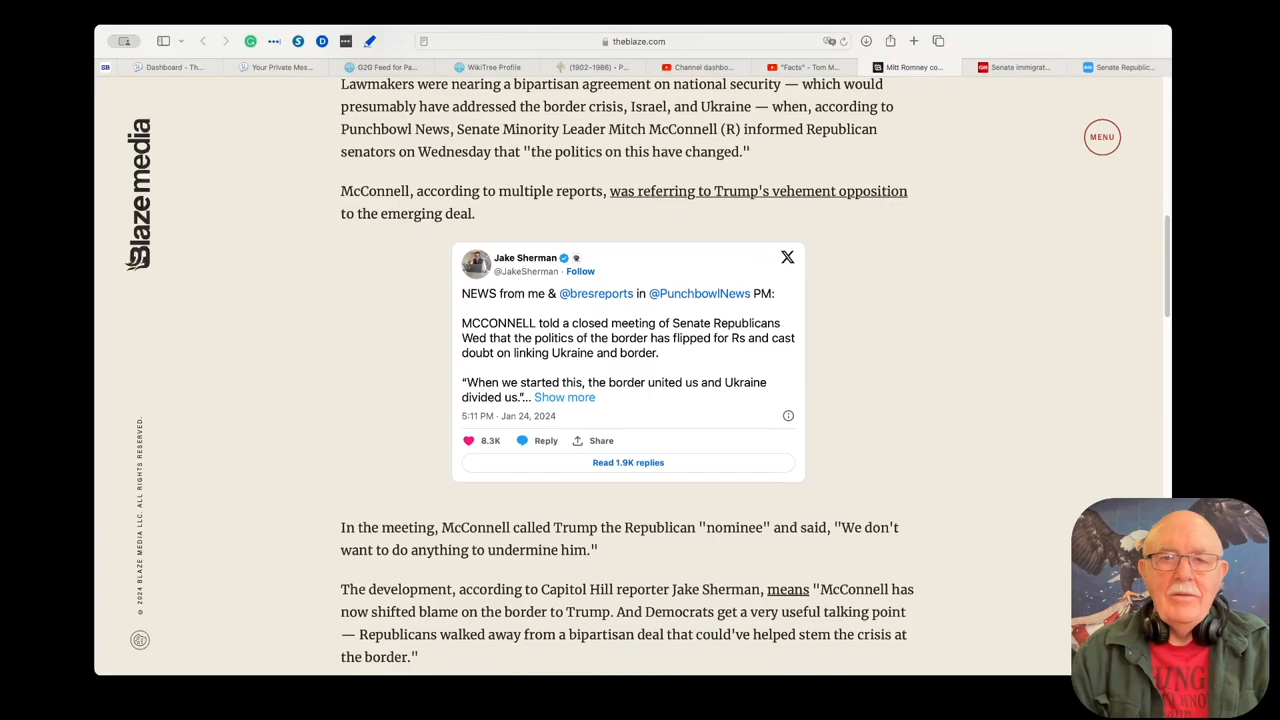 theblaze.com
SB
Dashboard - Th...
Your Private Mes...
G2G Feed for Pa...
WikiTree Profile
(1902–1986) • P...
Channel dashbo...
"Facts" - Tom M...
Mitt Romney co...
Senate immigrat...
Senate Republic...
Lawmakers were nearing a bipartisan agreement on national security — which would
presumably have addressed the border crisis, Israel, and Ukraine — when, according to
Punchbowl News, Senate Minority Leader Mitch McConnell (R) informed Republican
senators on Wednesday that "the politics on this have changed."
MENU
Blaze media
McConnell, according to multiple reports, was referring to Trump's vehement opposition
to the emerging deal.
Jake Sherman
@JakeSherman · Follow
NEWS from me & @bresreports in @PunchbowlNews PM:
MCCONNELL told a closed meeting of Senate Republicans
Wed that the politics of the border has flipped for Rs and cast
doubt on linking Ukraine and border.
“When we started this, the border united us and Ukraine
divided us.”... Show more
5:11 PM · Jan 24, 2024
8.3K Reply Share
Read 1.9K replies
© 2024 BLAZE MEDIA LLC. ALL RIGHTS RESERVED.
In the meeting, McConnell called Trump the Republican "nominee" and said, "We don't
want to do anything to undermine him."
The development, according to Capitol Hill reporter Jake Sherman, means "McConnell has
now shifted blame on the border to Trump. And Democrats get a very useful talking point
— Republicans walked away from a bipartisan deal that could've helped stem the crisis at
the border."